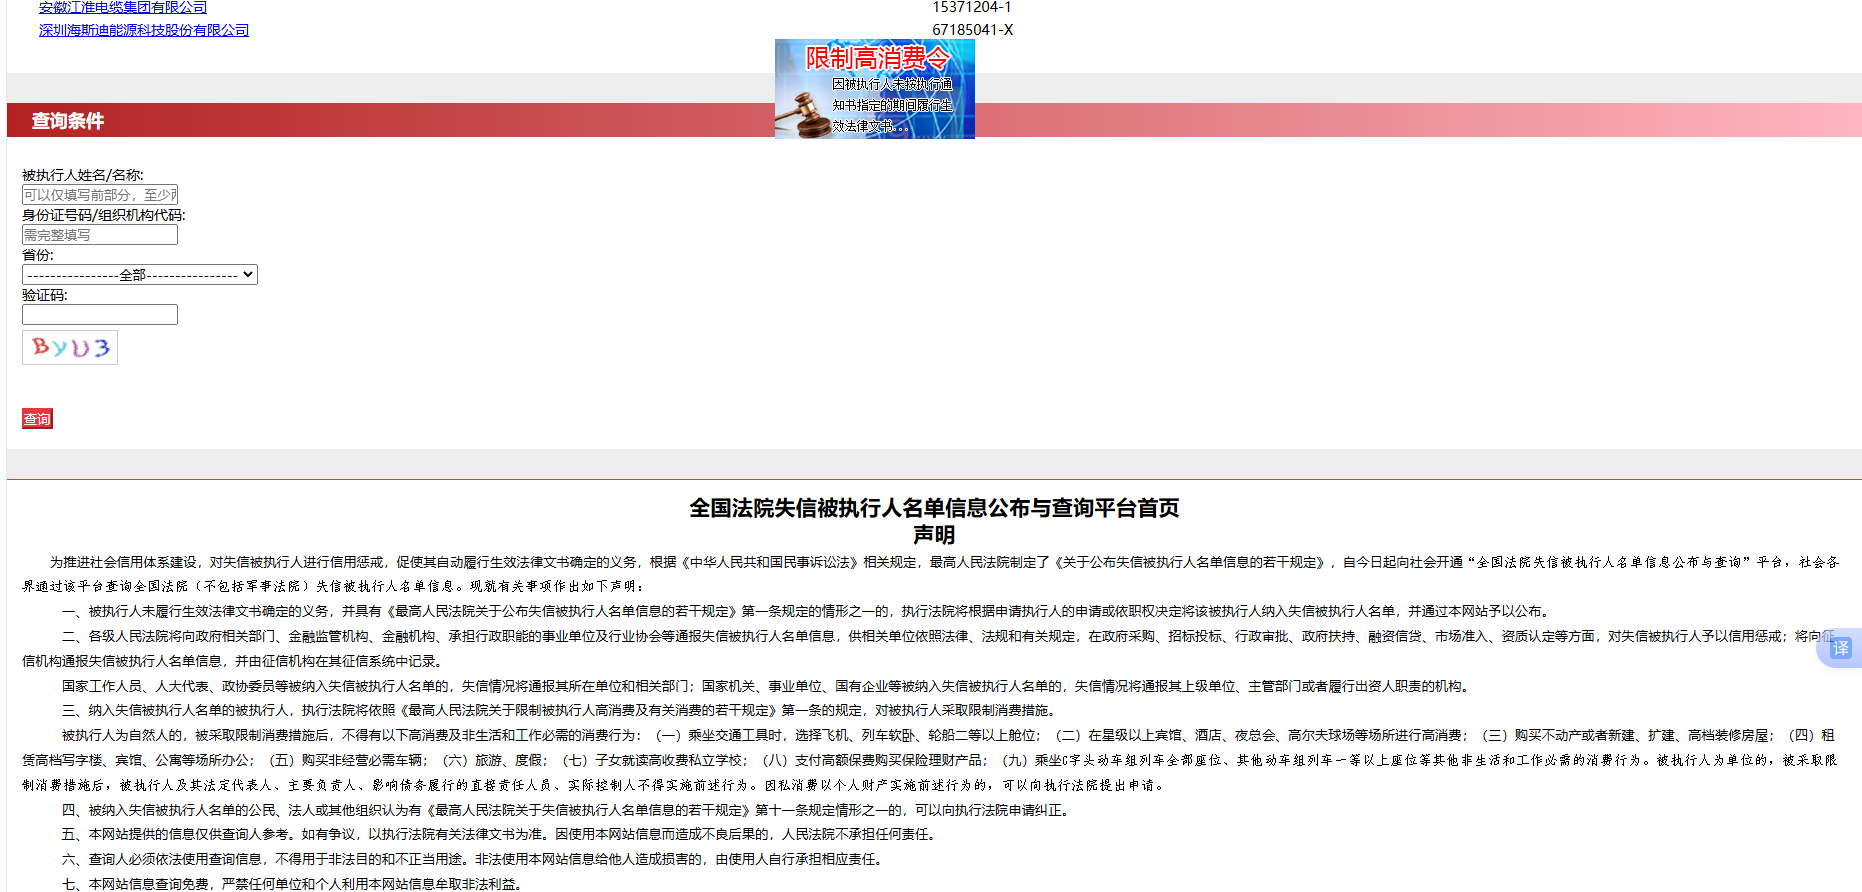 安徽江淮电缆集团有限公司 15371204-1
深圳海斯迪能源科技股份有限公司 67185041-X
限制高消费令
因被执行人未按执行通
知书指定的期间履行生
效法律文书...
查询条件
被执行人姓名/名称:
可以仅填写前部分，至少
身份证号码/组织机构代码:
需完整填写
省份:
----------------全部----------------
验证码:
ByU3
查询
全国法院失信被执行人名单信息公布与查询平台首页
声明
为推进社会信用体系建设，对失信被执行人进行信用惩戒，促使其自动履行生效法律文书确定的义务，根据《中华人民共和国民事诉讼法》相关规定，最高人民法院制定了《关于公布失信被执行人名单信息的若干规定》，自今日起向社会开通“全国法院失信被执行人名单信息公布与查询”平台，社会各
界通过该平台查询全国法院（不包括军事法院）失信被执行人名单信息。现就有关事项作出如下声明：
一、被执行人未履行生效法律文书确定的义务，并具有《最高人民法院关于公布失信被执行人名单信息的若干规定》第一条规定的情形之一的，执行法院将根据申请执行人的申请或依职权决定将该被执行人纳入失信被执行人名单，并通过本网站予以公布。
二、各级人民法院将向政府相关部门、金融监管机构、金融机构、承担行政职能的事业单位及行业协会等通报失信被执行人名单信息，供相关单位依照法律、法规和有关规定，在政府采购、招标投标、行政审批、政府扶持、融资信贷、市场准入、资质认定等方面，对失信被执行人予以信用惩戒；将向征
信机构通报失信被执行人名单信息，并由征信机构在其征信系统中记录。
译
国家工作人员、人大代表、政协委员等被纳入失信被执行人名单的，失信情况将通报其所在单位和相关部门；国家机关、事业单位、国有企业等被纳入失信被执行人名单的，失信情况将通报其上级单位、主管部门或者履行出资人职责的机构。
三、纳入失信被执行人名单的被执行人，执行法院将依照《最高人民法院关于限制被执行人高消费及有关消费的若干规定》第一条的规定，对被执行人采取限制消费措施。
被执行人为自然人的，被采取限制消费措施后，不得有以下高消费及非生活和工作必需的消费行为：（一）乘坐交通工具时，选择飞机、列车软卧、轮船二等以上舱位；（二）在星级以上宾馆、酒店、夜总会、高尔夫球场等场所进行高消费；（三）购买不动产或者新建、扩建、高档装修房屋；（四）租
赁高档写字楼、宾馆、公寓等场所办公；（五）购买非经营必需车辆；（六）旅游、度假；（七）子女就读高收费私立学校；（八）支付高额保费购买保险理财产品；（九）乘坐G字头动车组列车全部座位、其他动车组列车一等以上座位等其他非生活和工作必需的消费行为。被执行人为单位的，被采取限
制消费措施后，被执行人及其法定代表人、主要负责人、影响债务履行的直接责任人员、实际控制人不得实施前述行为。因私消费以个人财产实施前述行为的，可以向执行法院提出申请。
四、被纳入失信被执行人名单的公民、法人或其他组织认为有《最高人民法院关于失信被执行人名单信息的若干规定》第十一条规定情形之一的，可以向执行法院申请纠正。
五、本网站提供的信息仅供查询人参考。如有争议，以执行法院有关法律文书为准。因使用本网站信息而造成不良后果的，人民法院不承担任何责任。
六、查询人必须依法使用查询信息，不得用于非法目的和不正当用途。非法使用本网站信息给他人造成损害的，由使用人自行承担相应责任。
七、本网站信息查询免费，严禁任何单位和个人利用本网站信息牟取非法利益。